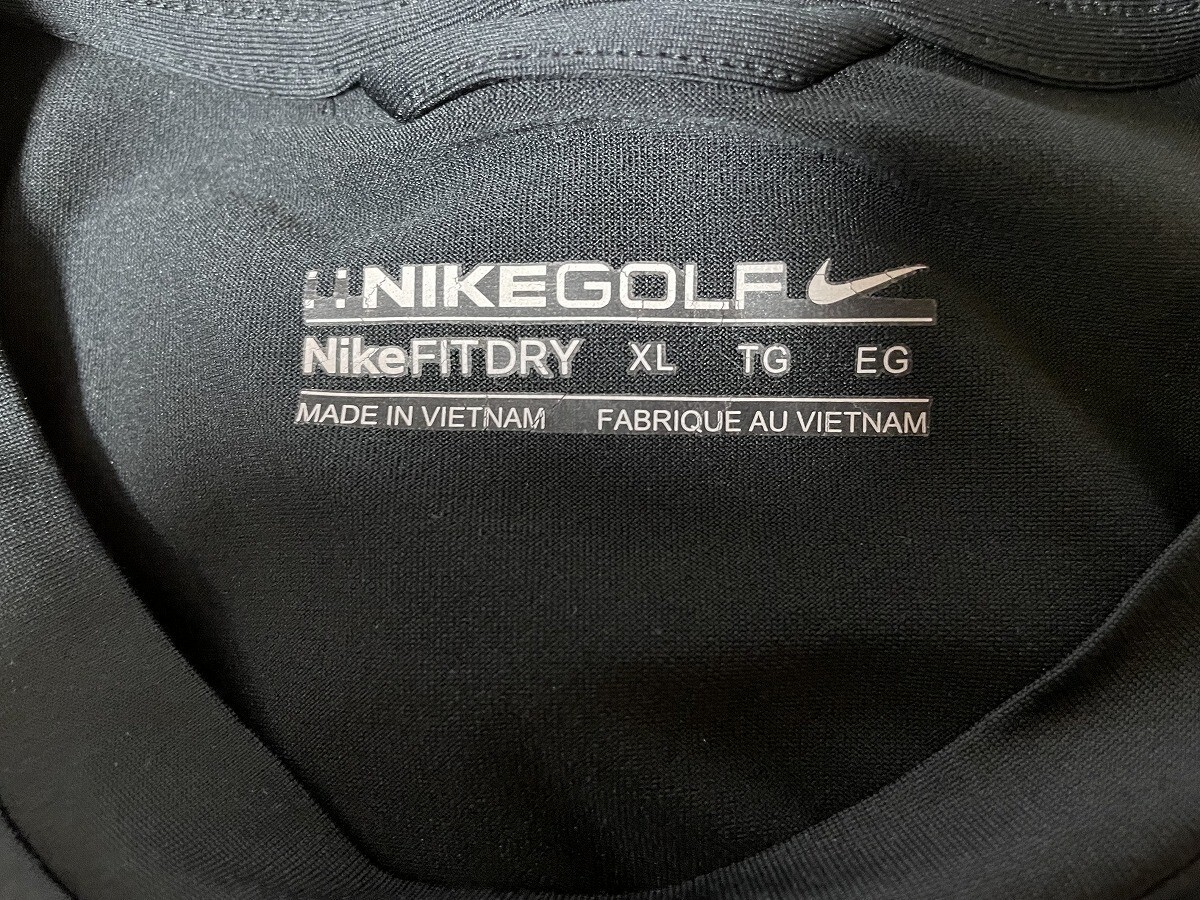 NIKEGOLF
NikeFITDRY XL TG EG
MADE IN VIETNAM FABRIQUE AU VIETNAM